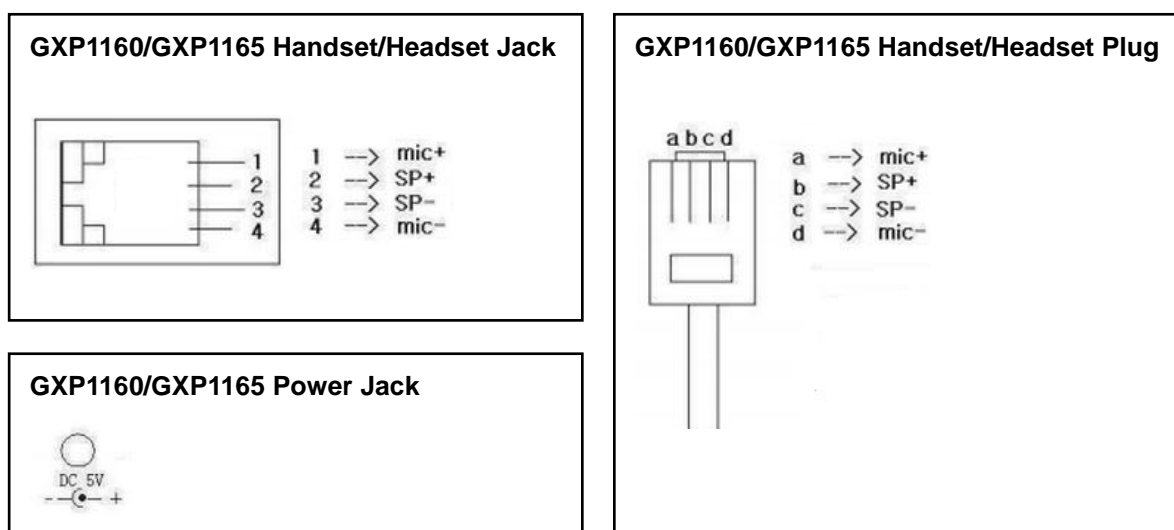 GXP1160/GXP1165 Handset/Headset Jack
1
2
3
4
1 --> mic+
2 --> SP+
3 --> SP-
4 --> mic-
GXP1160/GXP1165 Power Jack
DC 5V
- +
GXP1160/GXP1165 Handset/Headset Plug
a b c d
a --> mic+
b --> SP+
c --> SP-
d --> mic-